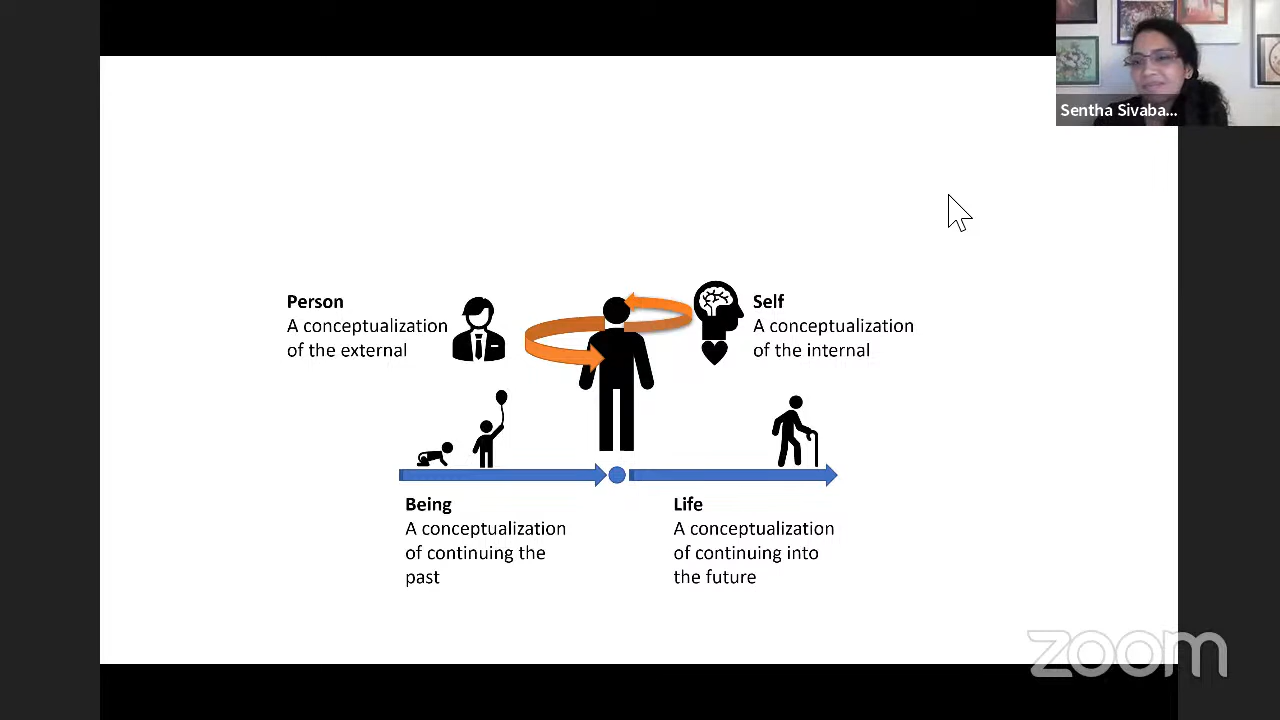 Sentha Sivaba...
Person
A conceptualization
of the external
Self
A conceptualization
of the internal
Being
A conceptualization
of continuing the
past
Life
A conceptualization
of continuing into
the future
zoom